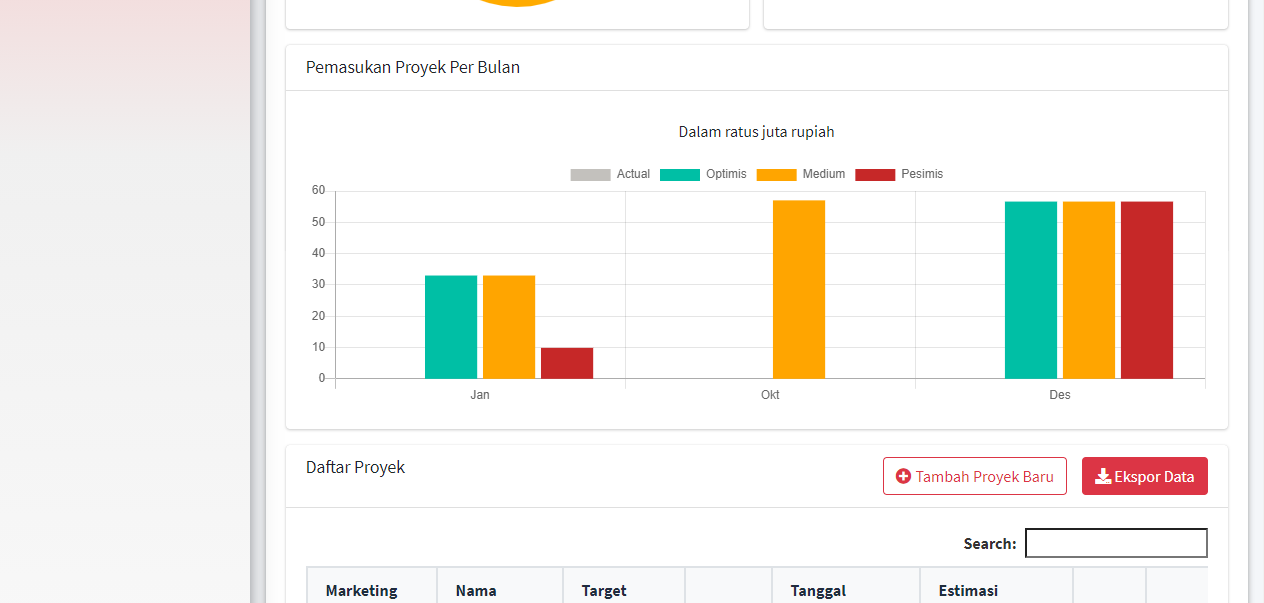 Pemasukan Proyek Per Bulan
Dalam ratus juta rupiah
Actual Optimis Medium Pesimis
60
50
40
30
20
10
0
Jan Okt Des
Daftar Proyek
Tambah Proyek Baru
Ekspor Data
Search:
Marketing Nama Target Tanggal Estimasi